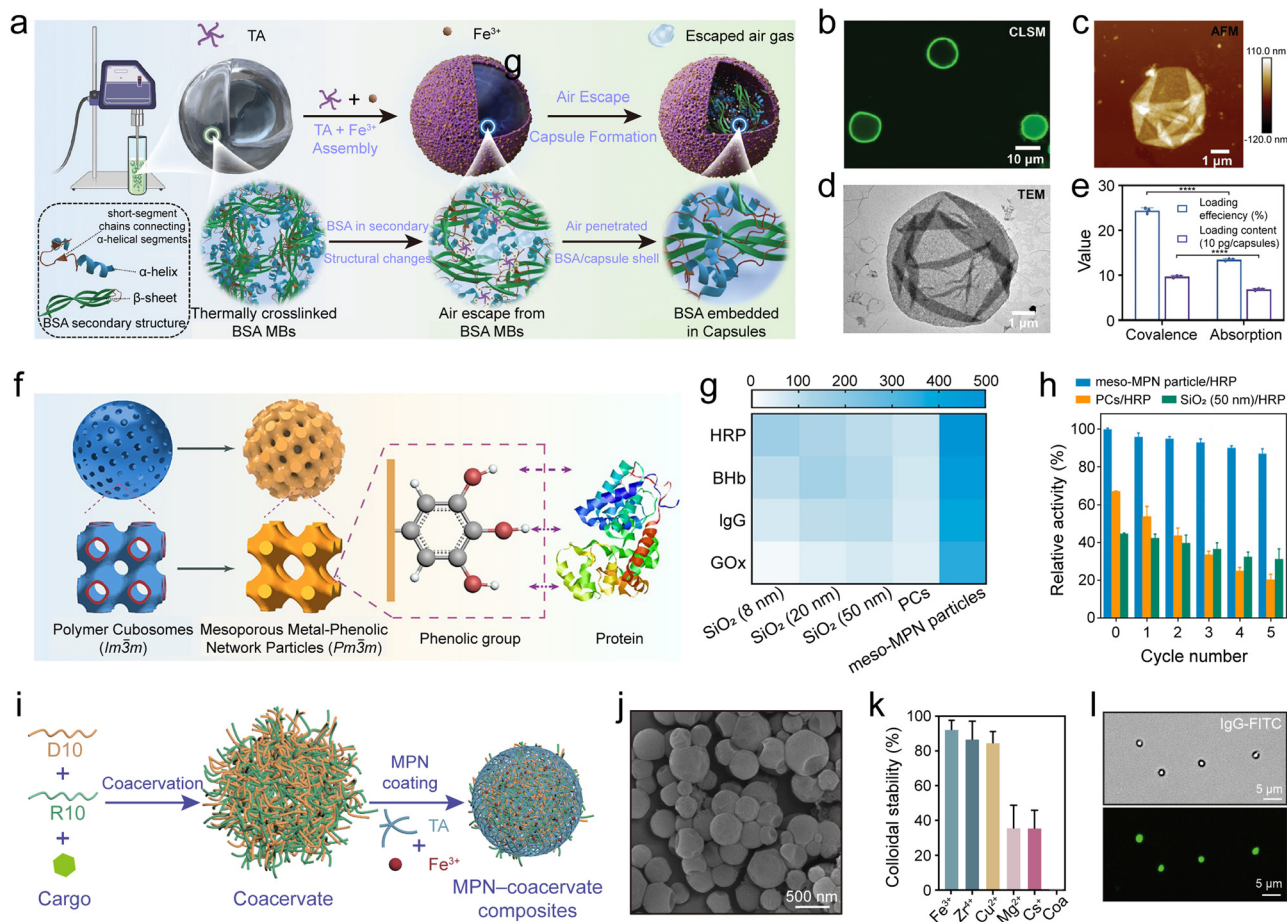 a
TA
Fe³⁺
Escaped air gas
g
TA + Fe³⁺
Assembly
Air Escape
Capsule Formation
short-segment
chains connecting
α-helical segments
α-helix
β-sheet
BSA secondary structure
BSA in secondary
Structural changes
Air penetrated
BSA/capsule shell
Thermally crosslinked
BSA MBs
Air escape from
BSA MBs
BSA embedded
in Capsules
b
CLSM
10 μm
c
AFM
110.0 nm
-120.0 nm
1 μm
d
TEM
1 μm
e
30
20
10
0
Value
****
Loading
effeciency (%)
Loading content
(10 pg/capsules)
****
Covalence
Absorption
f
Polymer Cubosomes
(Im3̄m)
Mesoporous Metal-Phenolic
Network Particles (Pm3̄m)
Phenolic group
Protein
g
0 100 200 300 400 500
HRP
BHb
IgG
GOx
SiO₂ (8 nm)
SiO₂ (20 nm)
SiO₂ (50 nm)
PCs
meso-MPN particles
h
meso-MPN particle/HRP
PCs/HRP
SiO₂ (50 nm)/HRP
Relative activity (%)
100
80
60
40
20
0
0 1 2 3 4 5
Cycle number
i
D10
+
R10
+
Cargo
Coacervation
Coacervate
MPN
coating
TA
+
Fe³⁺
MPN–coacervate
composites
j
500 nm
k
Colloidal stability (%)
100
80
60
40
20
0
Fe³⁺
Zr⁴⁺
Cu²⁺
Mg²⁺
Cs⁺
Coa
l
IgG-FITC
5 μm
5 μm